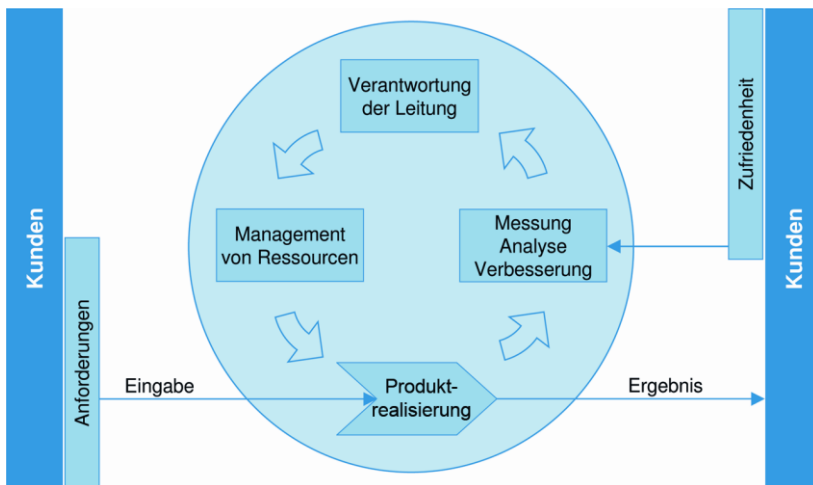 Kunden
Anforderungen
Eingabe
Verantwortung
der Leitung
Management
von Ressourcen
Messung
Analyse
Verbesserung
Produkt-
realisierung
Ergebnis
Zufriedenheit
Kunden